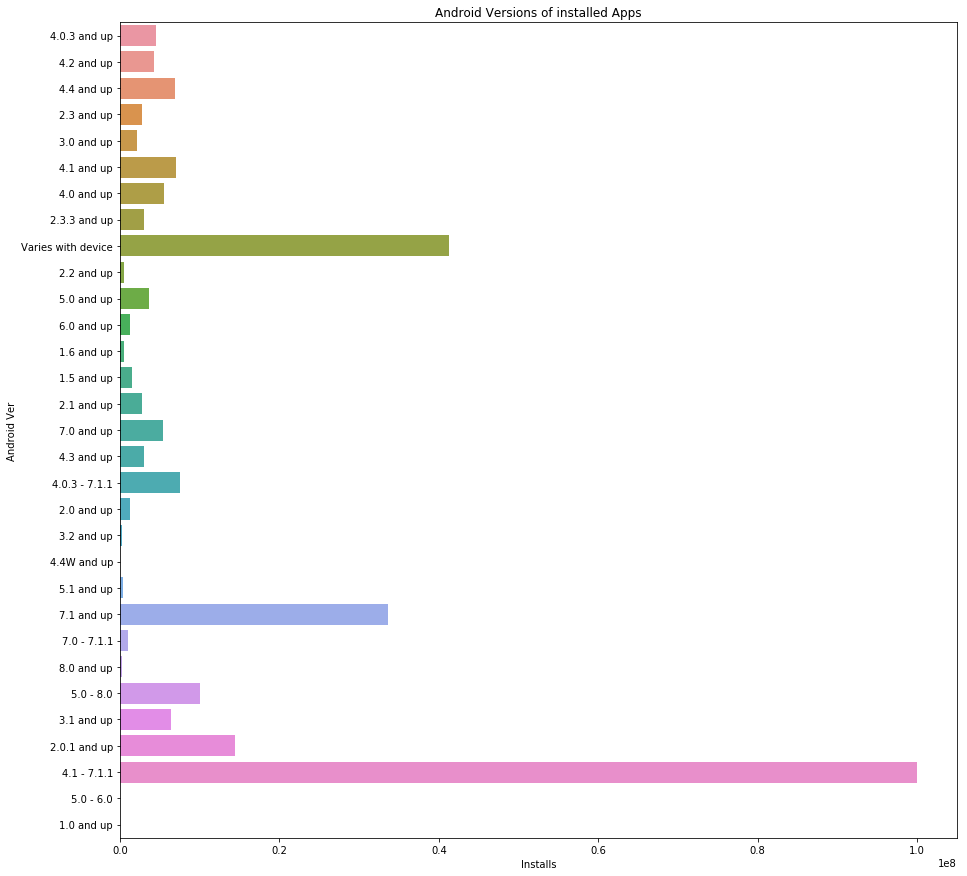 Android Versions of installed Apps
4.0.3 and up
4.2 and up
4.4 and up
2.3 and up
3.0 and up
4.1 and up
4.0 and up
2.3.3 and up
Varies with device
2.2 and up
5.0 and up
6.0 and up
1.6 and up
1.5 and up
2.1 and up
7.0 and up
4.3 and up
4.0.3 - 7.1.1
2.0 and up
3.2 and up
4.4W and up
5.1 and up
7.1 and up
7.0 - 7.1.1
8.0 and up
5.0 - 8.0
3.1 and up
2.0.1 and up
4.1 - 7.1.1
5.0 - 6.0
1.0 and up
Android Ver
0.0 0.2 0.4 0.6 0.8 1.0
Installs
1e8